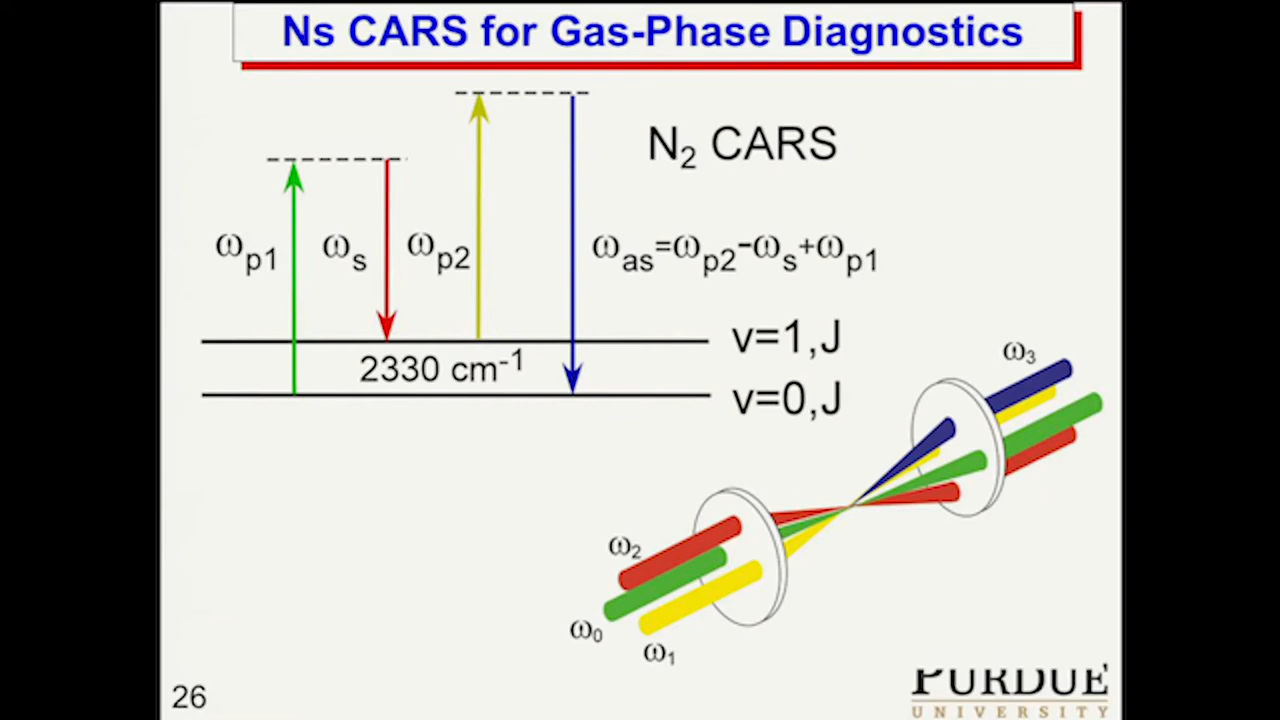 Ns CARS for Gas-Phase Diagnostics
N₂ CARS
ωp1
ωs
ωp2
ωas=ωp2-ωs+ωp1
v=1,J
2330 cm⁻¹
v=0,J
ω₃
ω₂
ω₀
ω₁
26
PURDUE
UNIVERSITY